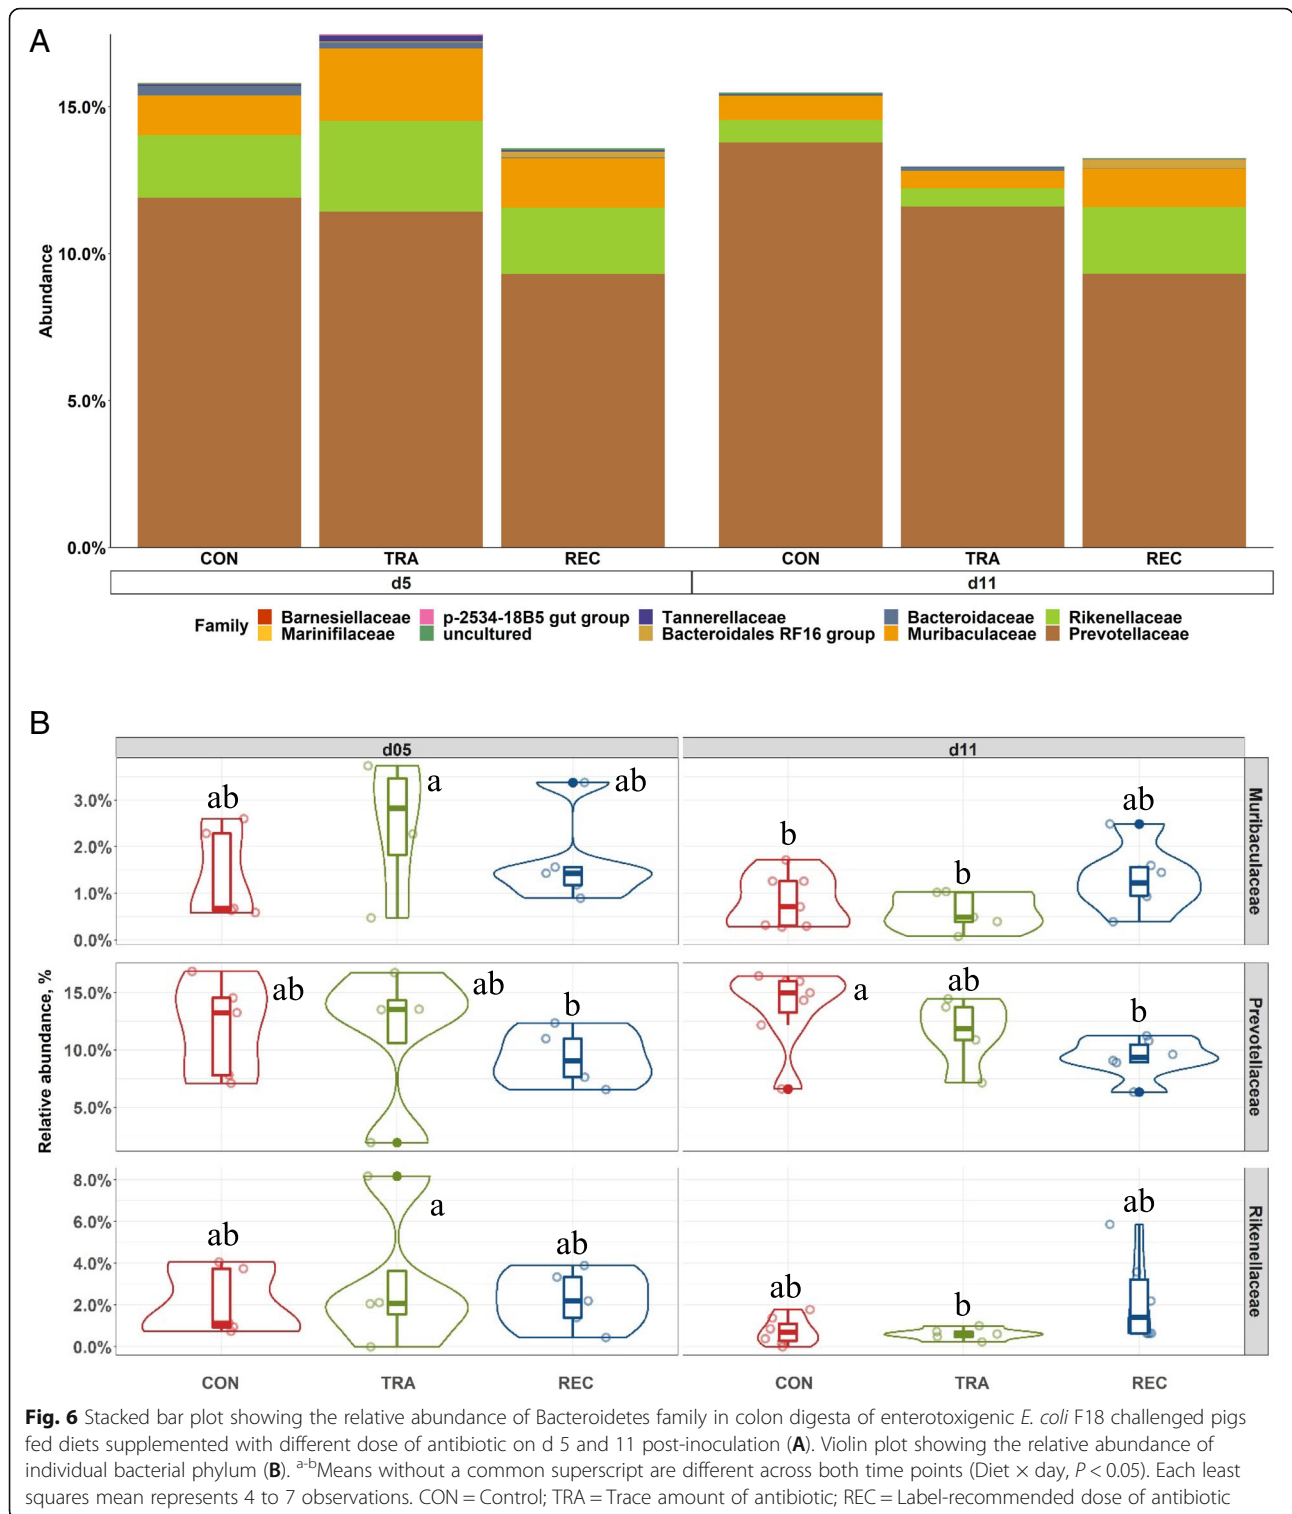 A
15.0%
10.0%
5.0%
0.0%
Abundance
CON TRA REC CON TRA REC
d5 d11
Family
Barnesiellaceae p-2534-18B5 gut group Tannerellaceae Bacteroidaceae Rikenellaceae
Marinifilaceae uncultured Bacteroidales RF16 group Muribaculaceae Prevotellaceae
B
d05 d11
Relative abundance, %
3.0%
2.0%
1.0%
0.0%
ab a ab b b ab
Muribaculaceae
15.0%
10.0%
5.0%
ab ab b a ab b
Prevotellaceae
8.0%
6.0%
4.0%
2.0%
0.0%
ab a ab ab b ab
Rikenellaceae
CON TRA REC CON TRA REC
Fig. 6 Stacked bar plot showing the relative abundance of Bacteroidetes family in colon digesta of enterotoxigenic E. coli F18 challenged pigs
fed diets supplemented with different dose of antibiotic on d 5 and 11 post-inoculation (A). Violin plot showing the relative abundance of
individual bacterial phylum (B). a-bMeans without a common superscript are different across both time points (Diet × day, P < 0.05). Each least
squares mean represents 4 to 7 observations. CON = Control; TRA = Trace amount of antibiotic; REC = Label-recommended dose of antibiotic